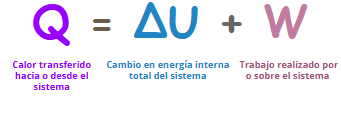 Q = ΔU + W
Calor transferido
hacia o desde el
sistema
Cambio en energía interna
total del sistema
Trabajo realizado por
o sobre el sistema